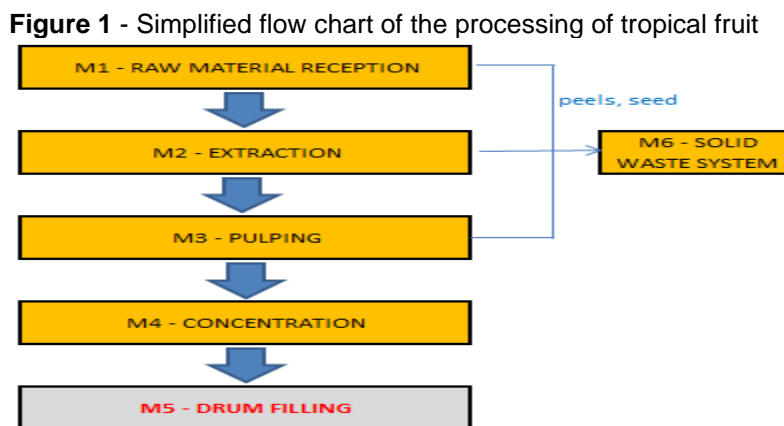 Figure 1 - Simplified flow chart of the processing of tropical fruit
M1 - RAW MATERIAL RECEPTION
peels, seed
M2 - EXTRACTION
M6 - SOLID
WASTE SYSTEM
M3 - PULPING
M4 - CONCENTRATION
M5 - DRUM FILLING